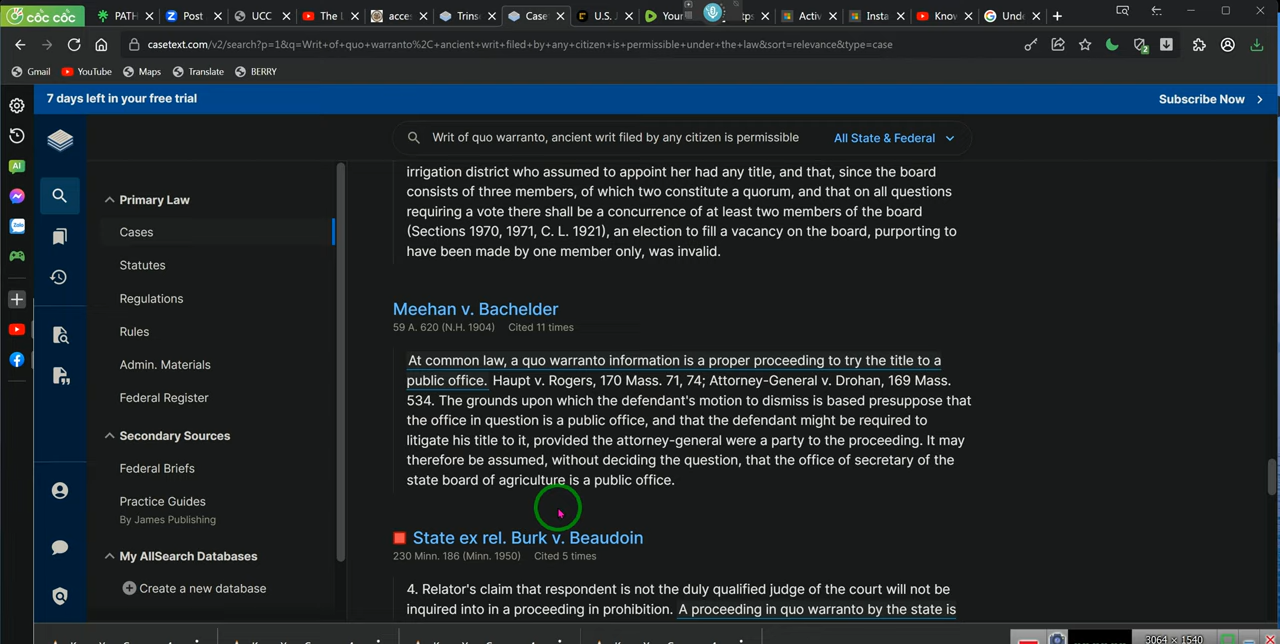 cốc cốc
PATH
Post
UCC
The L
acces
Trins
Case
U.S.
Your
Activ
Insta
Knov
Unde
casetext.com/v2/search?p=1&q=Writ+of+quo+warranto%2C+ancient+writ+filed+by+any+citizen+is+permissible+under+the+law&sort=relevance&type=case
Gmail
YouTube
Maps
Translate
BERRY
7 days left in your free trial
Subscribe Now
Writ of quo warranto, ancient writ filed by any citizen is permissible
All State & Federal
AI
Zalo
Primary Law
Cases
Statutes
Regulations
Rules
Admin. Materials
Federal Register
Secondary Sources
Federal Briefs
Practice Guides
By James Publishing
My AllSearch Databases
Create a new database
irrigation district who assumed to appoint her had any title, and that, since the board
consists of three members, of which two constitute a quorum, and that on all questions
requiring a vote there shall be a concurrence of at least two members of the board
(Sections 1970, 1971, C. L. 1921), an election to fill a vacancy on the board, purporting to
have been made by one member only, was invalid.
Meehan v. Bachelder
59 A. 620 (N.H. 1904) Cited 11 times
At common law, a quo warranto information is a proper proceeding to try the title to a
public office. Haupt v. Rogers, 170 Mass. 71, 74; Attorney-General v. Drohan, 169 Mass.
534. The grounds upon which the defendant's motion to dismiss is based presuppose that
the office in question is a public office, and that the defendant might be required to
litigate his title to it, provided the attorney-general were a party to the proceeding. It may
therefore be assumed, without deciding the question, that the office of secretary of the
state board of agriculture is a public office.
State ex rel. Burk v. Beaudoin
230 Minn. 186 (Minn. 1950) Cited 5 times
4. Relator's claim that respondent is not the duly qualified judge of the court will not be
inquired into in a proceeding in prohibition. A proceeding in quo warranto by the state is
3064 × 1540